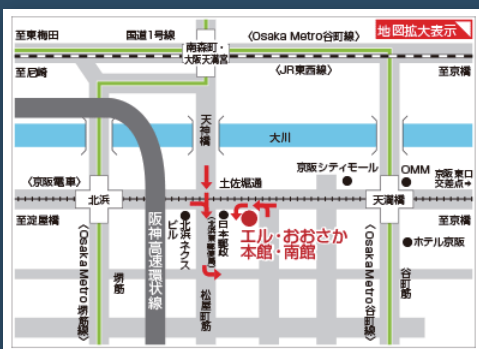 至東梅田
国道1号線
〈Osaka Metro谷町線〉
地図拡大表示
南森町・
大阪天満宮
至尼崎
〈JR東西線〉
至京橋
天神橋
大川
京阪シティモール
OMM
京阪東口
交差点➡
〈京阪電車〉
土佐堀通
北浜
天満橋
至淀屋橋
至京橋
北浜ネクス
ビル
日本郵政
エル・おおさか
本館・南館
ホテル京阪
阪神高速環状線
〈Osaka Metro堺筋線〉
堺筋
松屋町筋
〈Osaka Metro谷町線〉
谷町筋